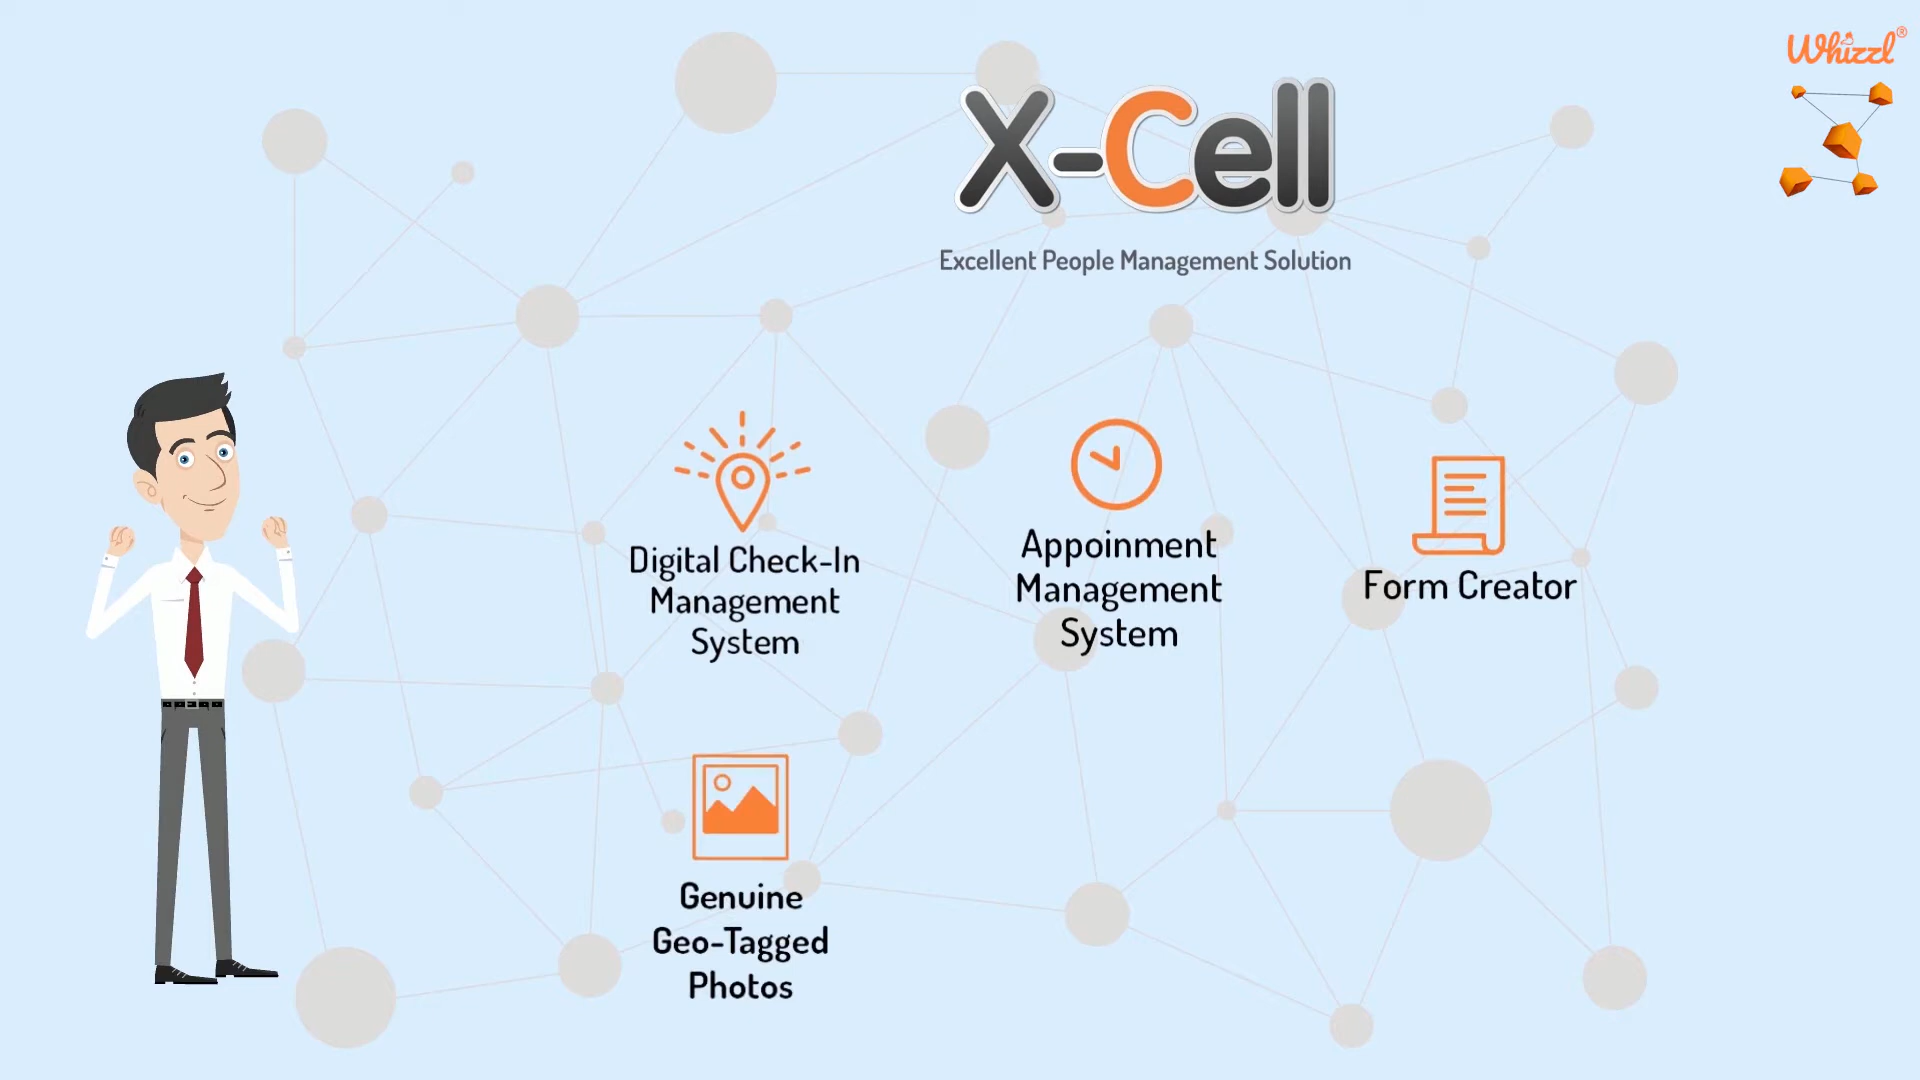 Whizzl®
X-Cell
Excellent People Management Solution
Digital Check-In
Management
System
Appoinment
Management
System
Form Creator
Genuine
Geo-Tagged
Photos